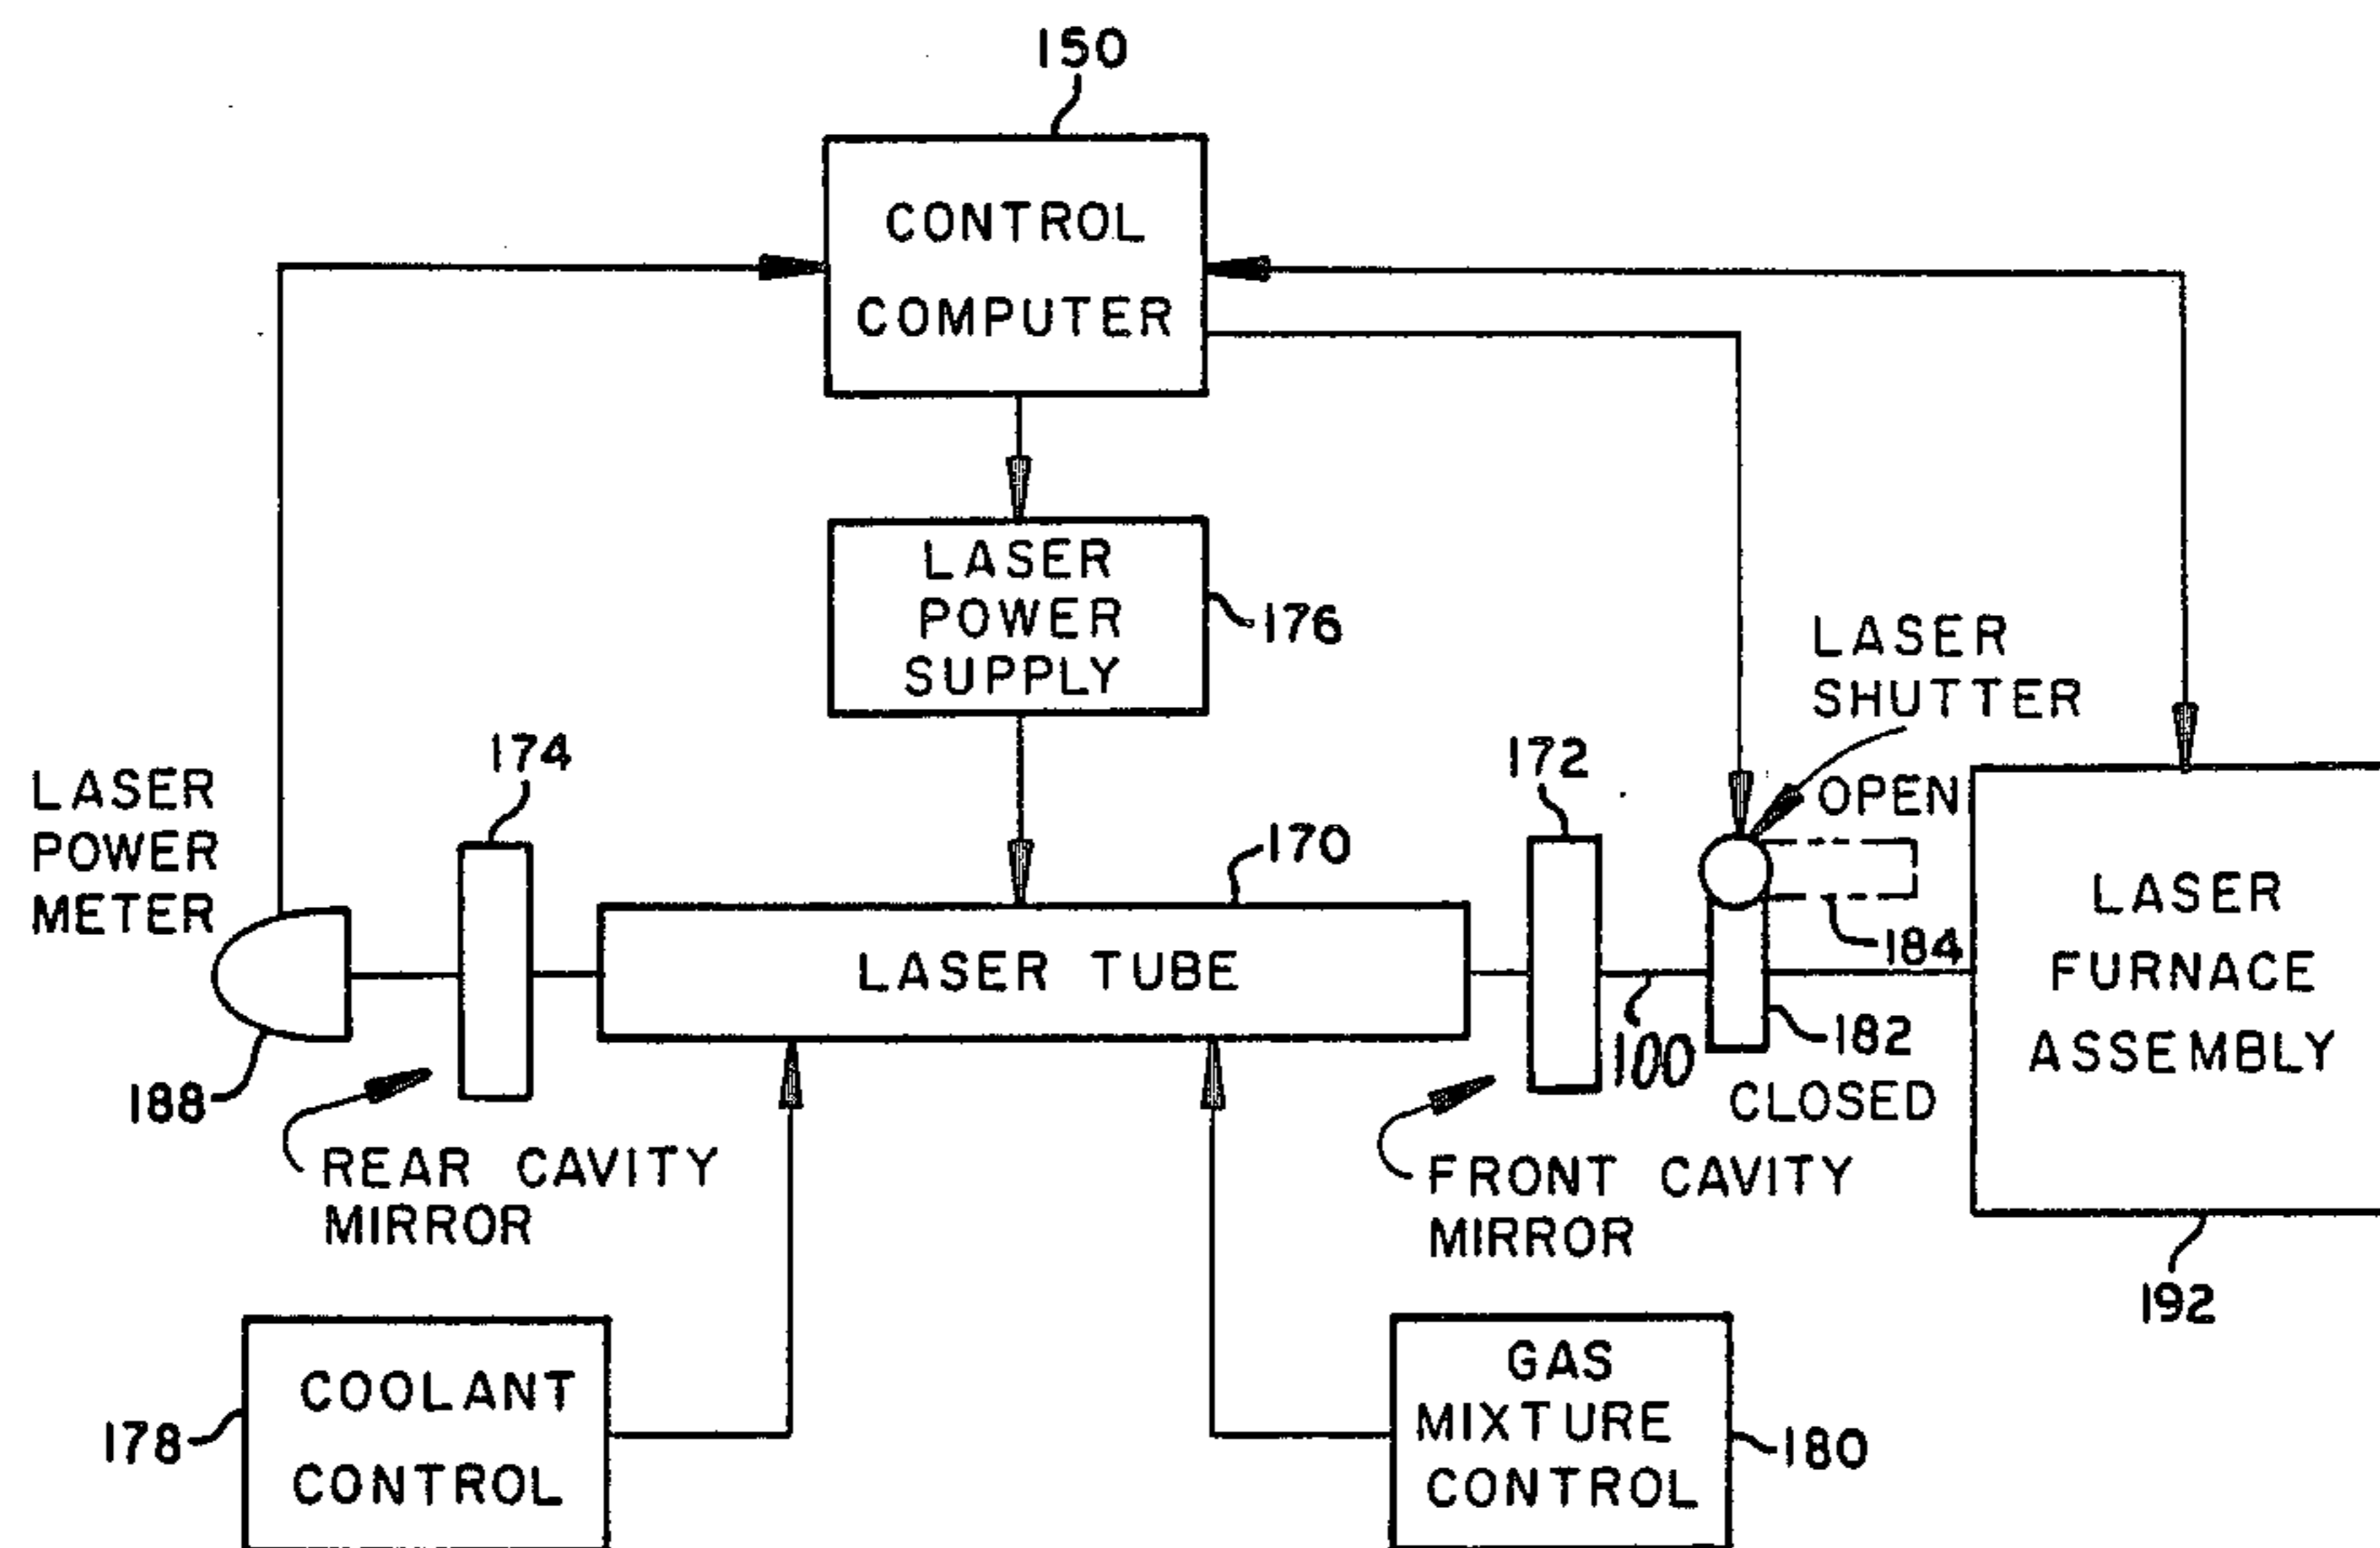 150
CONTROL
COMPUTER
LASER
POWER
SUPPLY
176
LASER
SHUTTER
174
172
OPEN
LASER
POWER
METER
170
184
LASER TUBE
LASER
FURNACE
ASSEMBLY
100
182
CLOSED
188
REAR CAVITY
MIRROR
FRONT CAVITY
MIRROR
192
COOLANT
CONTROL
178
GAS
MIXTURE
CONTROL
180